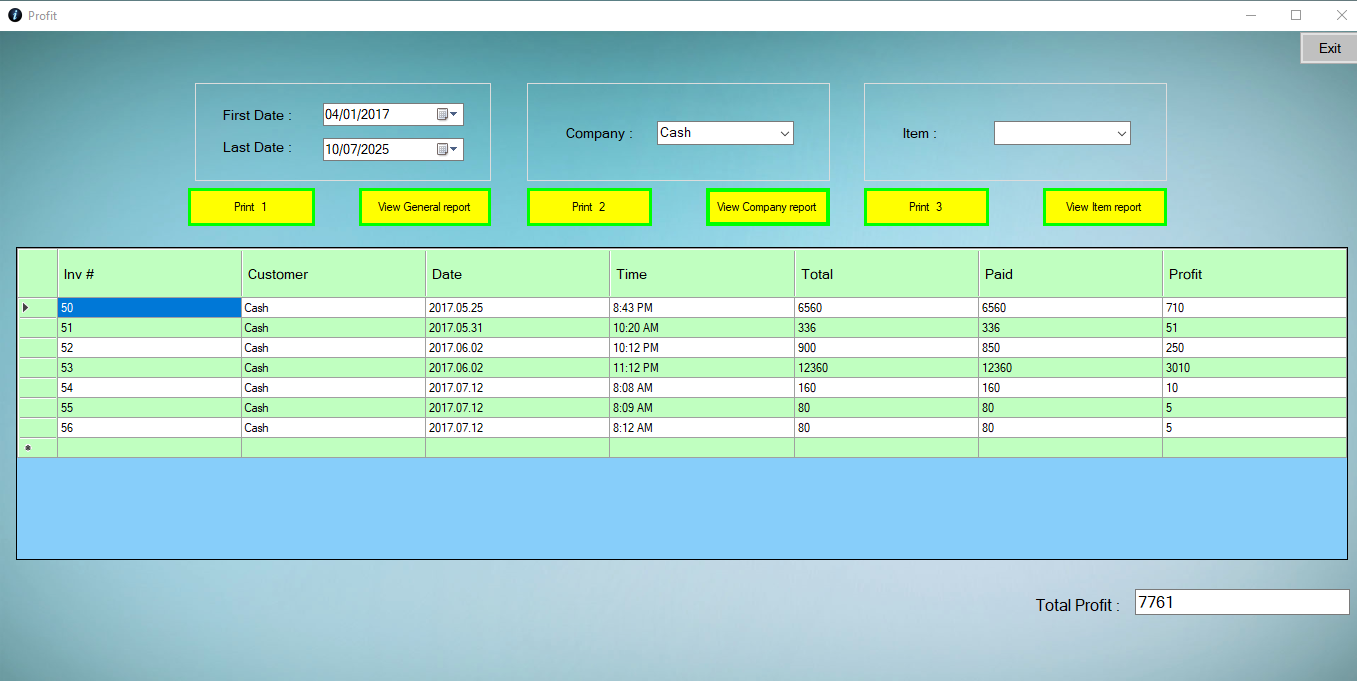 Profit
Exit
First Date : 04/01/2017
Last Date : 10/07/2025
Company : Cash
Item :
Print 1
View General report
Print 2
View Company report
Print 3
View Item report
Inv # Customer Date Time Total Paid Profit
50 Cash 2017.05.25 8:43 PM 6560 6560 710
51 Cash 2017.05.31 10:20 AM 336 336 51
52 Cash 2017.06.02 10:12 PM 900 850 250
53 Cash 2017.06.02 11:12 PM 12360 12360 3010
54 Cash 2017.07.12 8:08 AM 160 160 10
55 Cash 2017.07.12 8:09 AM 80 80 5
56 Cash 2017.07.12 8:12 AM 80 80 5
Total Profit : 7761